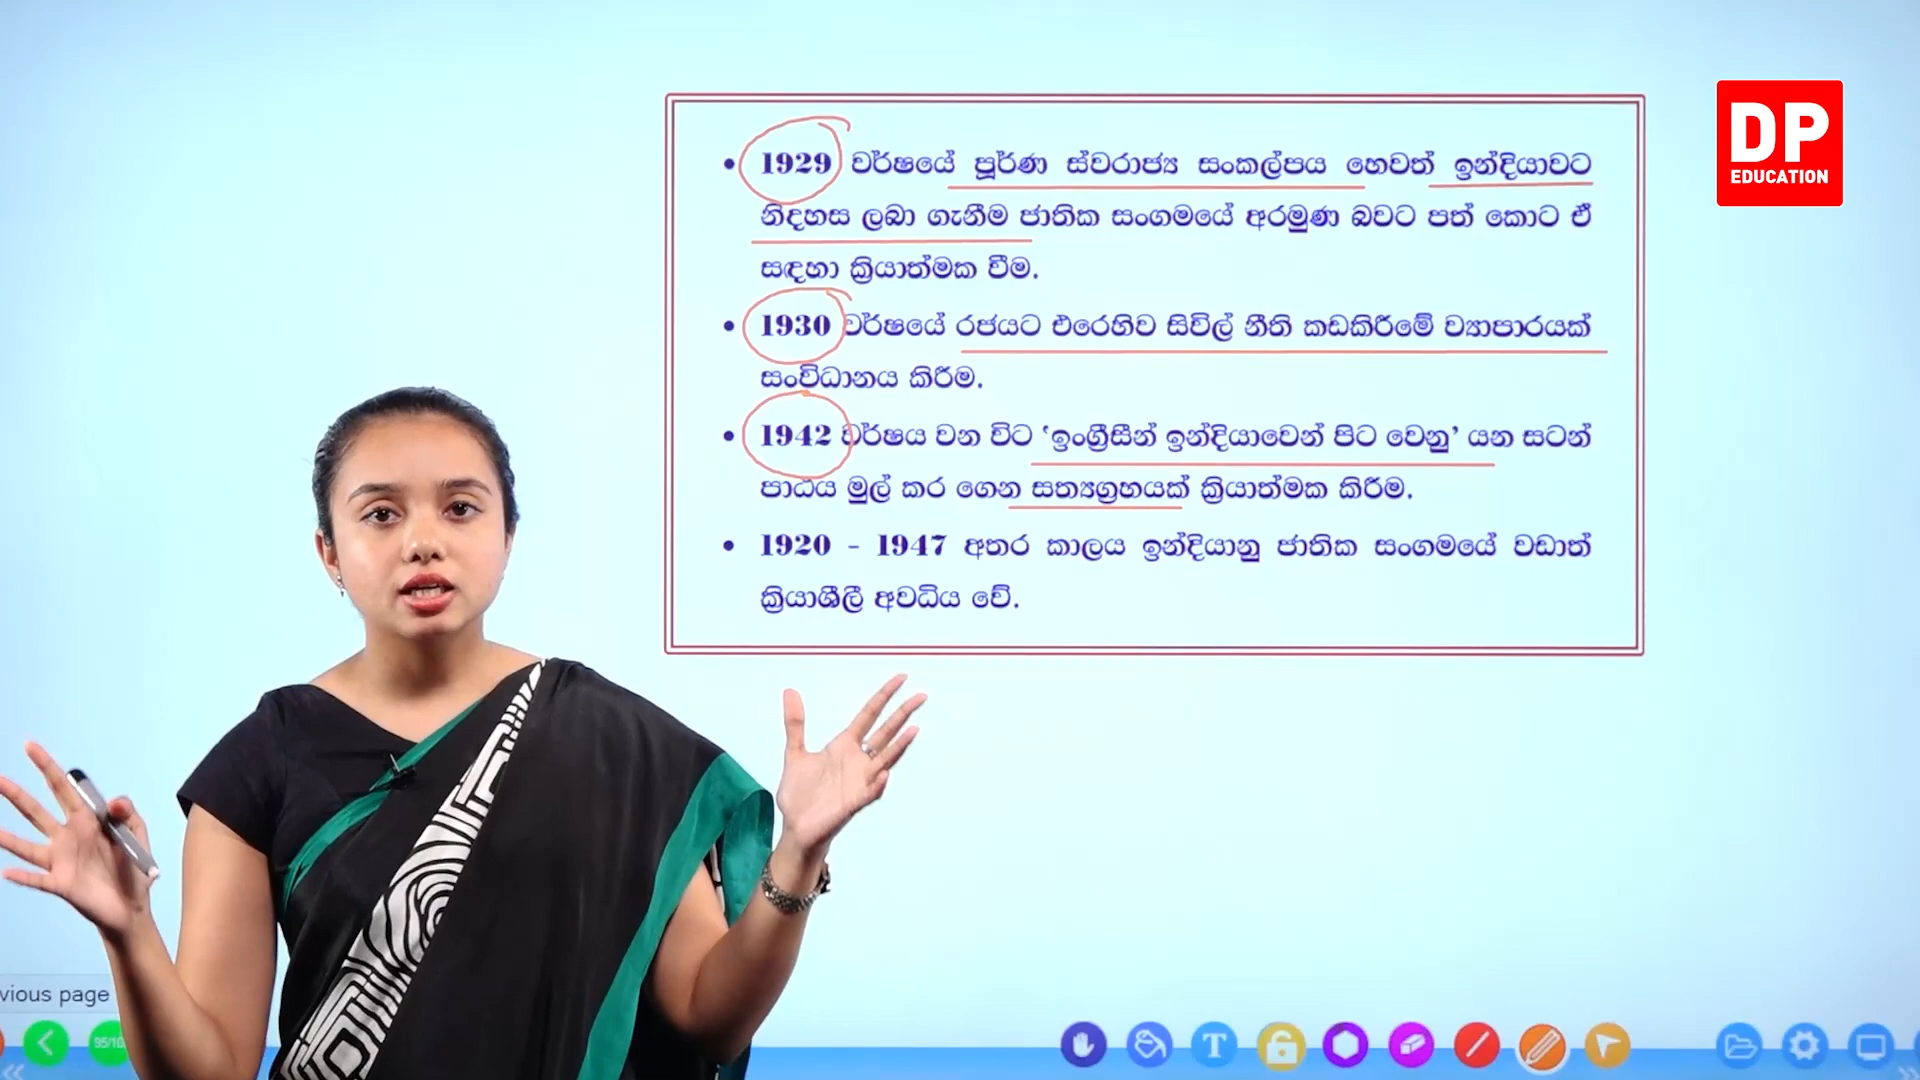 DP
EDUCATION
• 1929 වර්ෂයේ පූර්ණ ස්වරාජ්‍ය සංකල්පය හෙවත් ඉන්දියාවට
නිදහස ලබා ගැනීම ජාතික සංගමයේ අරමුණ බවට පත් කොට ඒ
සඳහා ක්‍රියාත්මක වීම.
• 1930 වර්ෂයේ රජයට එරෙහිව සිවිල් නීති කඩකිරීමේ ව්‍යාපාරයක්
සංවිධානය කිරීම.
• 1942 වර්ෂය වන විට ‘ඉංග්‍රීසීන් ඉන්දියාවෙන් පිට වෙනු’ යන සටන්
පාඨය මුල් කර ගෙන සත්‍යග්‍රහයක් ක්‍රියාත්මක කිරීම.
• 1920 - 1947 අතර කාලය ඉන්දියානු ජාතික සංගමයේ වඩාත්
ක්‍රියාශීලී අවධිය වේ.
vious page
95/10
T